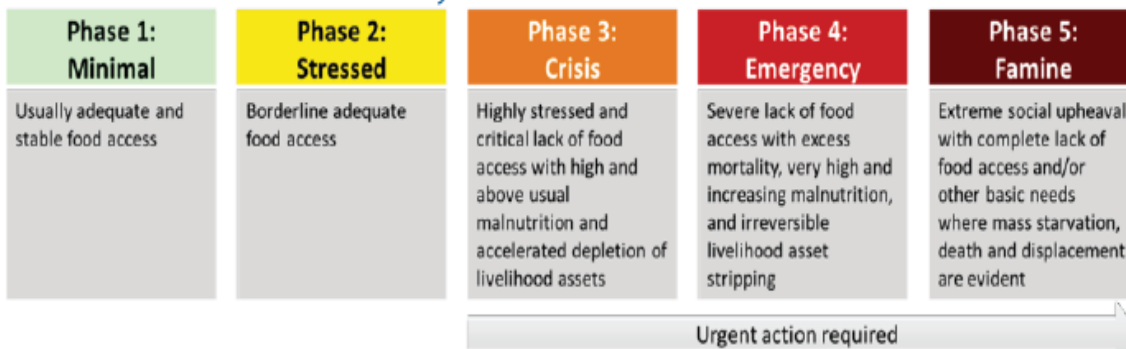 Phase 1:
Minimal
Usually adequate and
stable food access
Phase 2:
Stressed
Borderline adequate
food access
Phase 3:
Crisis
Highly stressed and
critical lack of food
access with high and
above usual
malnutrition and
accelerated depletion of
livelihood assets
Phase 4:
Emergency
Severe lack of food
access with excess
mortality, very high and
increasing malnutrition,
and irreversible
livelihood asset
stripping
Phase 5:
Famine
Extreme social upheaval
with complete lack of
food access and/or
other basic needs
where mass starvation,
death and displacement
are evident
Urgent action required